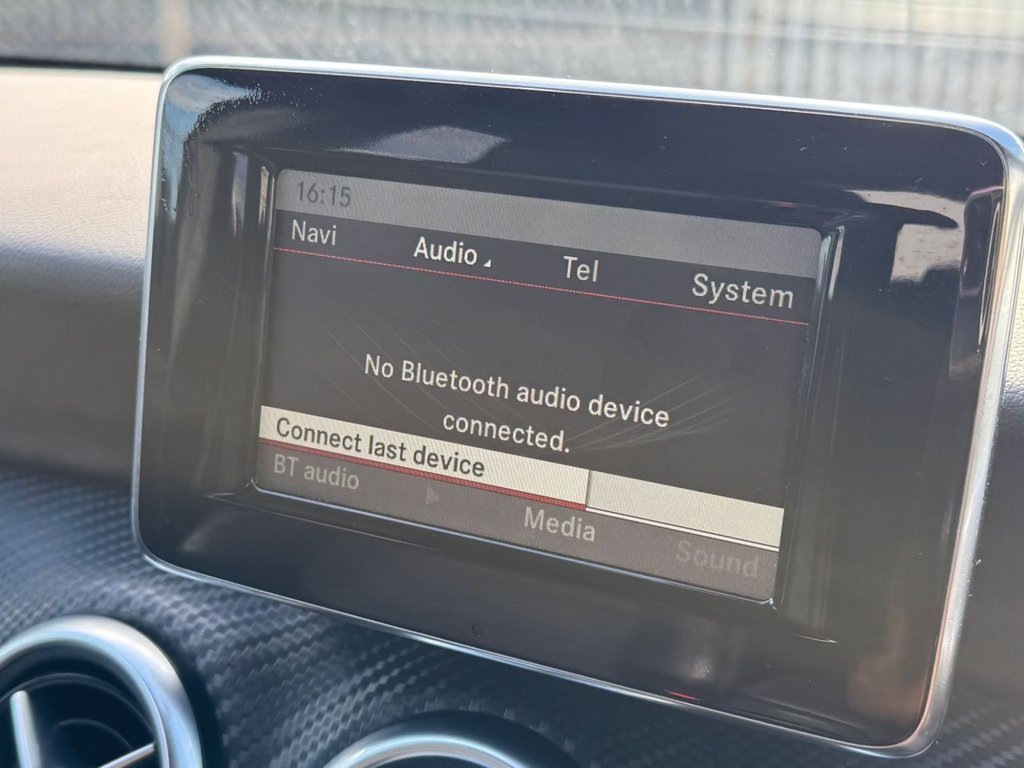 16:15
Navi Audio Tel System
No Bluetooth audio device
connected.
Connect last device
BT audio Media Sound